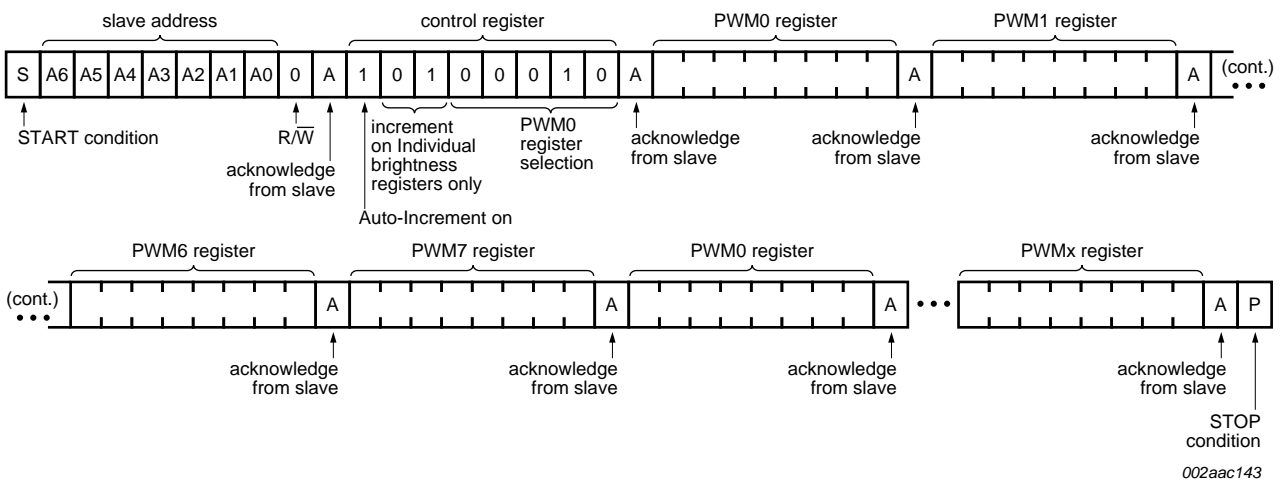 slave address control register PWM0 register PWM1 register
S A6 A5 A4 A3 A2 A1 A0 0 A 1 0 1 0 0 0 1 0 A A A (cont.)
START condition
R/W̅
acknowledge
from slave
increment
on Individual
brightness
registers only
Auto-Increment on
PWM0
register
selection
acknowledge
from slave
acknowledge
from slave
acknowledge
from slave
PWM6 register PWM7 register PWM0 register PWMx register
(cont.) A A A A P
acknowledge
from slave
acknowledge
from slave
acknowledge
from slave
acknowledge
from slave
STOP
condition
002aac143